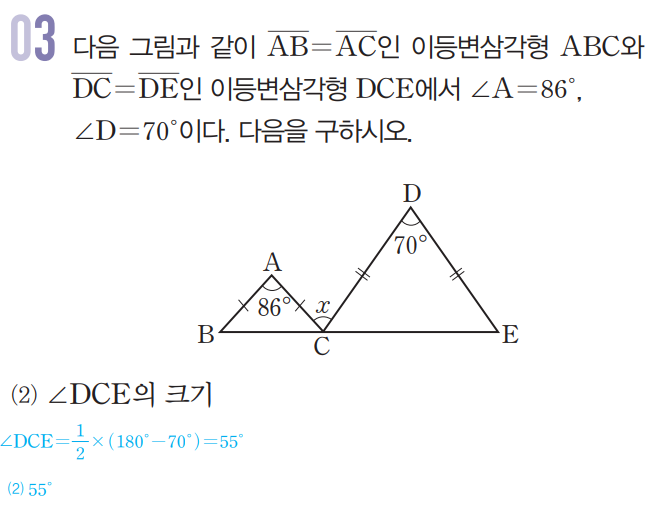 03 다음 그림과 같이 AB=AC인 이등변삼각형 ABC와
DC=DE인 이등변삼각형 DCE에서 ∠A=86°,
∠D=70°이다. 다음을 구하시오.
D
70°
A
86° x
B
C
E
(2) ∠DCE의 크기
∠DCE=1/2×(180°-70°)=55°
(2) 55°